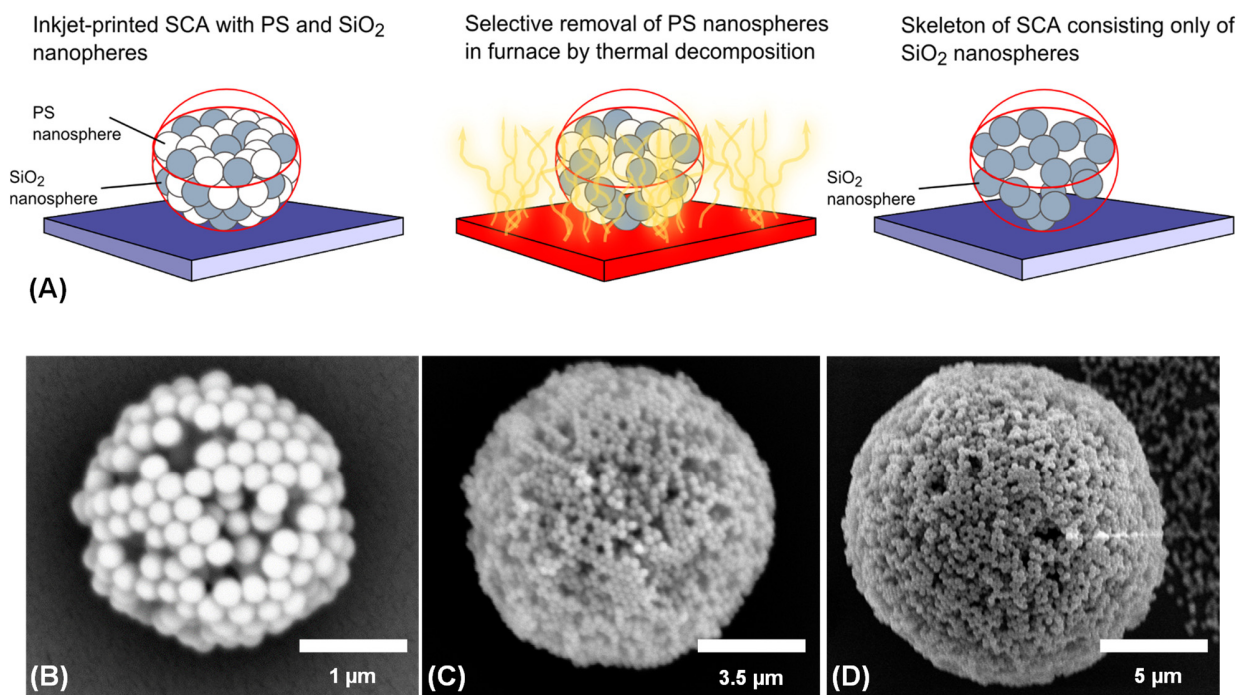 Inkjet-printed SCA with PS and SiO2
nanopheres
Selective removal of PS nanospheres
in furnace by thermal decomposition
Skeleton of SCA consisting only of
SiO2 nanospheres
PS
nanosphere
SiO2
nanosphere
SiO2
nanosphere
(A)
(B)
1 µm
(C)
3.5 µm
(D)
5 µm